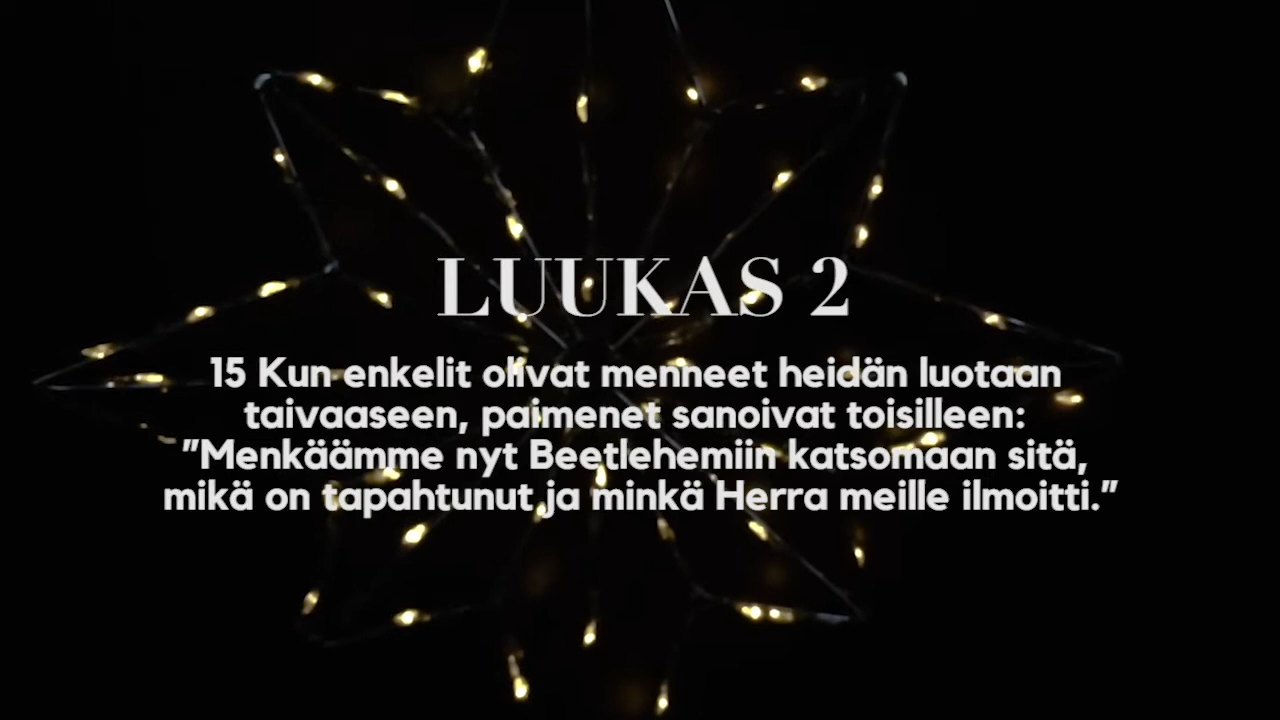 LUUKAS 2
15 Kun enkelit olivat menneet heidän luotaan
taivaaseen, paimenet sanoivat toisilleen:
”Menkäämme nyt Beetlehemiin katsomaan sitä,
mikä on tapahtunut ja minkä Herra meille ilmoitti.”